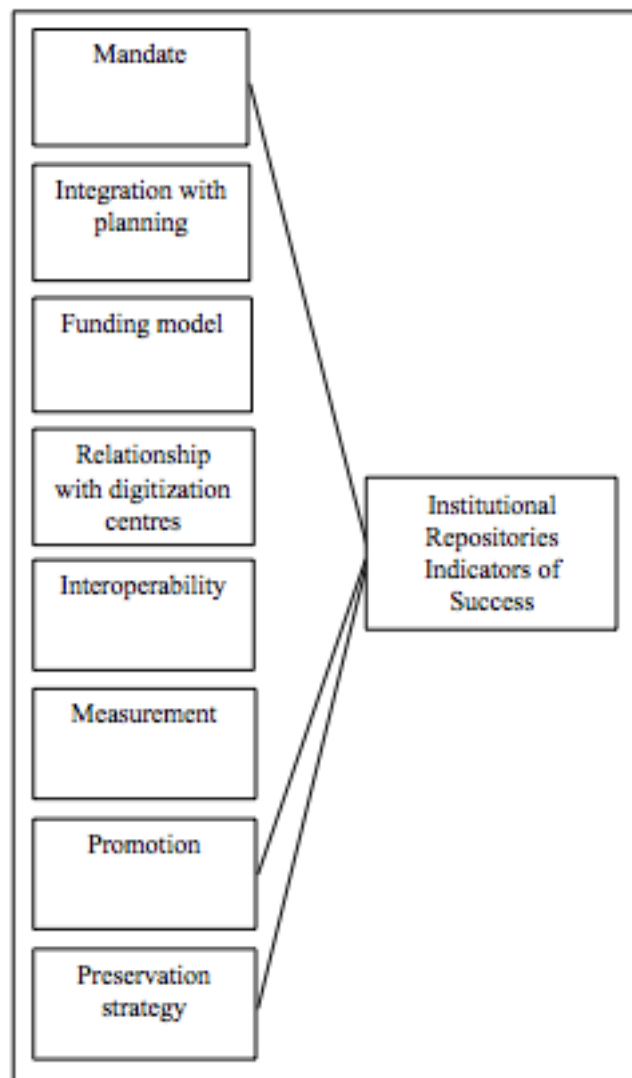 Mandate
Integration with
planning
Funding model
Relationship
with digitization
centres
Interoperability
Measurement
Promotion
Preservation
strategy
Institutional
Repositories
Indicators of
Success